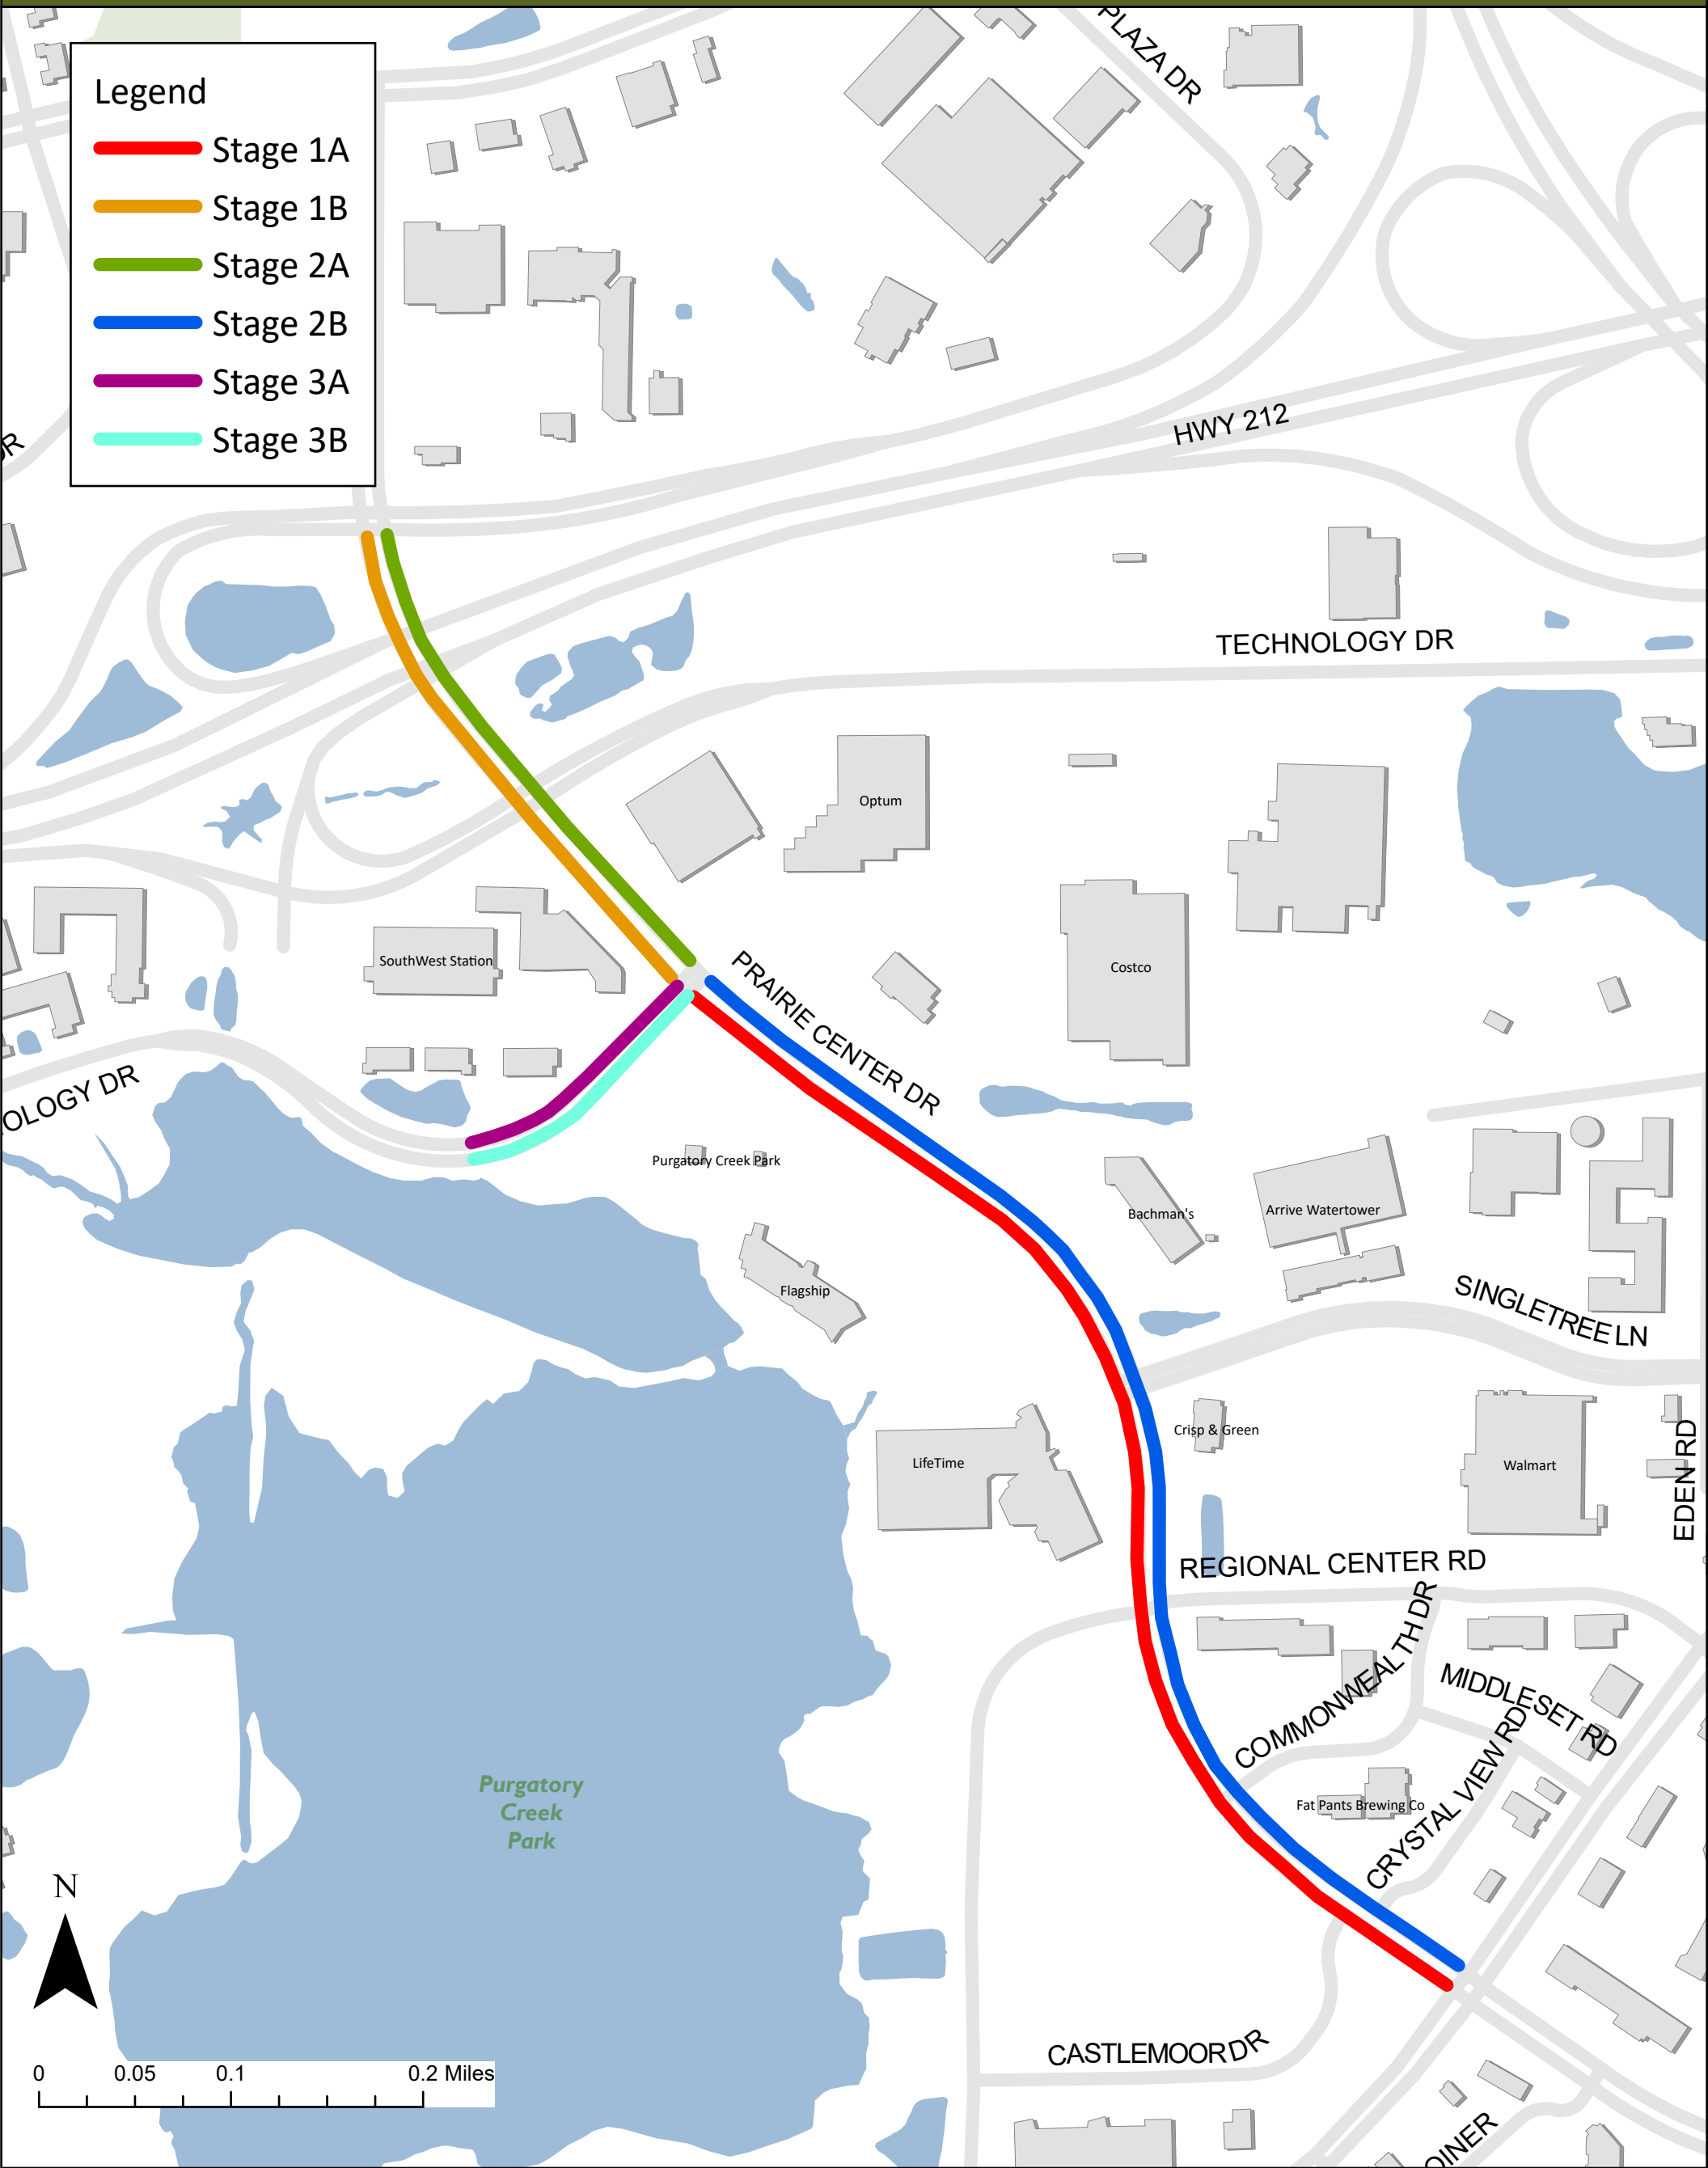 PLAZA DR
Legend
Stage 1A
Stage 1B
Stage 2A
Stage 2B
Stage 3A
Stage 3B
HWY 212
DR
TECHNOLOGY DR
Optum
SouthWest Station
PRAIRIE CENTER DR
Costco
OLOGY DR
Purgatory Creek Park
Bachman's
Arrive Watertower
Flagship
SINGLETREE LN
Crisp & Green
LifeTime
Walmart
EDEN RD
REGIONAL CENTER RD
COMMONWEALTH DR
MIDDLESET RD
CRYSTAL VIEW RD
Fat Pants Brewing Co
Purgatory
Creek
Park
N
CASTLEMOOR DR
0 0.05 0.1 0.2 Miles
OINER